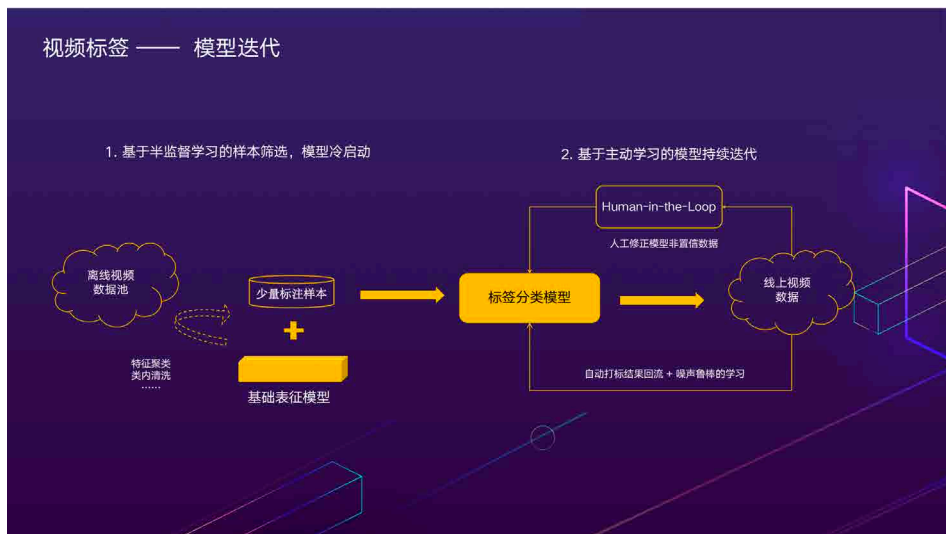 视频标签 —— 模型迭代
1. 基于半监督学习的样本筛选，模型冷启动
2. 基于主动学习的模型持续迭代
Human-in-the-Loop
人工修正模型非置信数据
离线视频
数据池
少量标注样本
标签分类模型
线上视频
数据
特征聚类
类内清洗
......
基础表征模型
自动打标结果回流 + 噪声鲁棒的学习